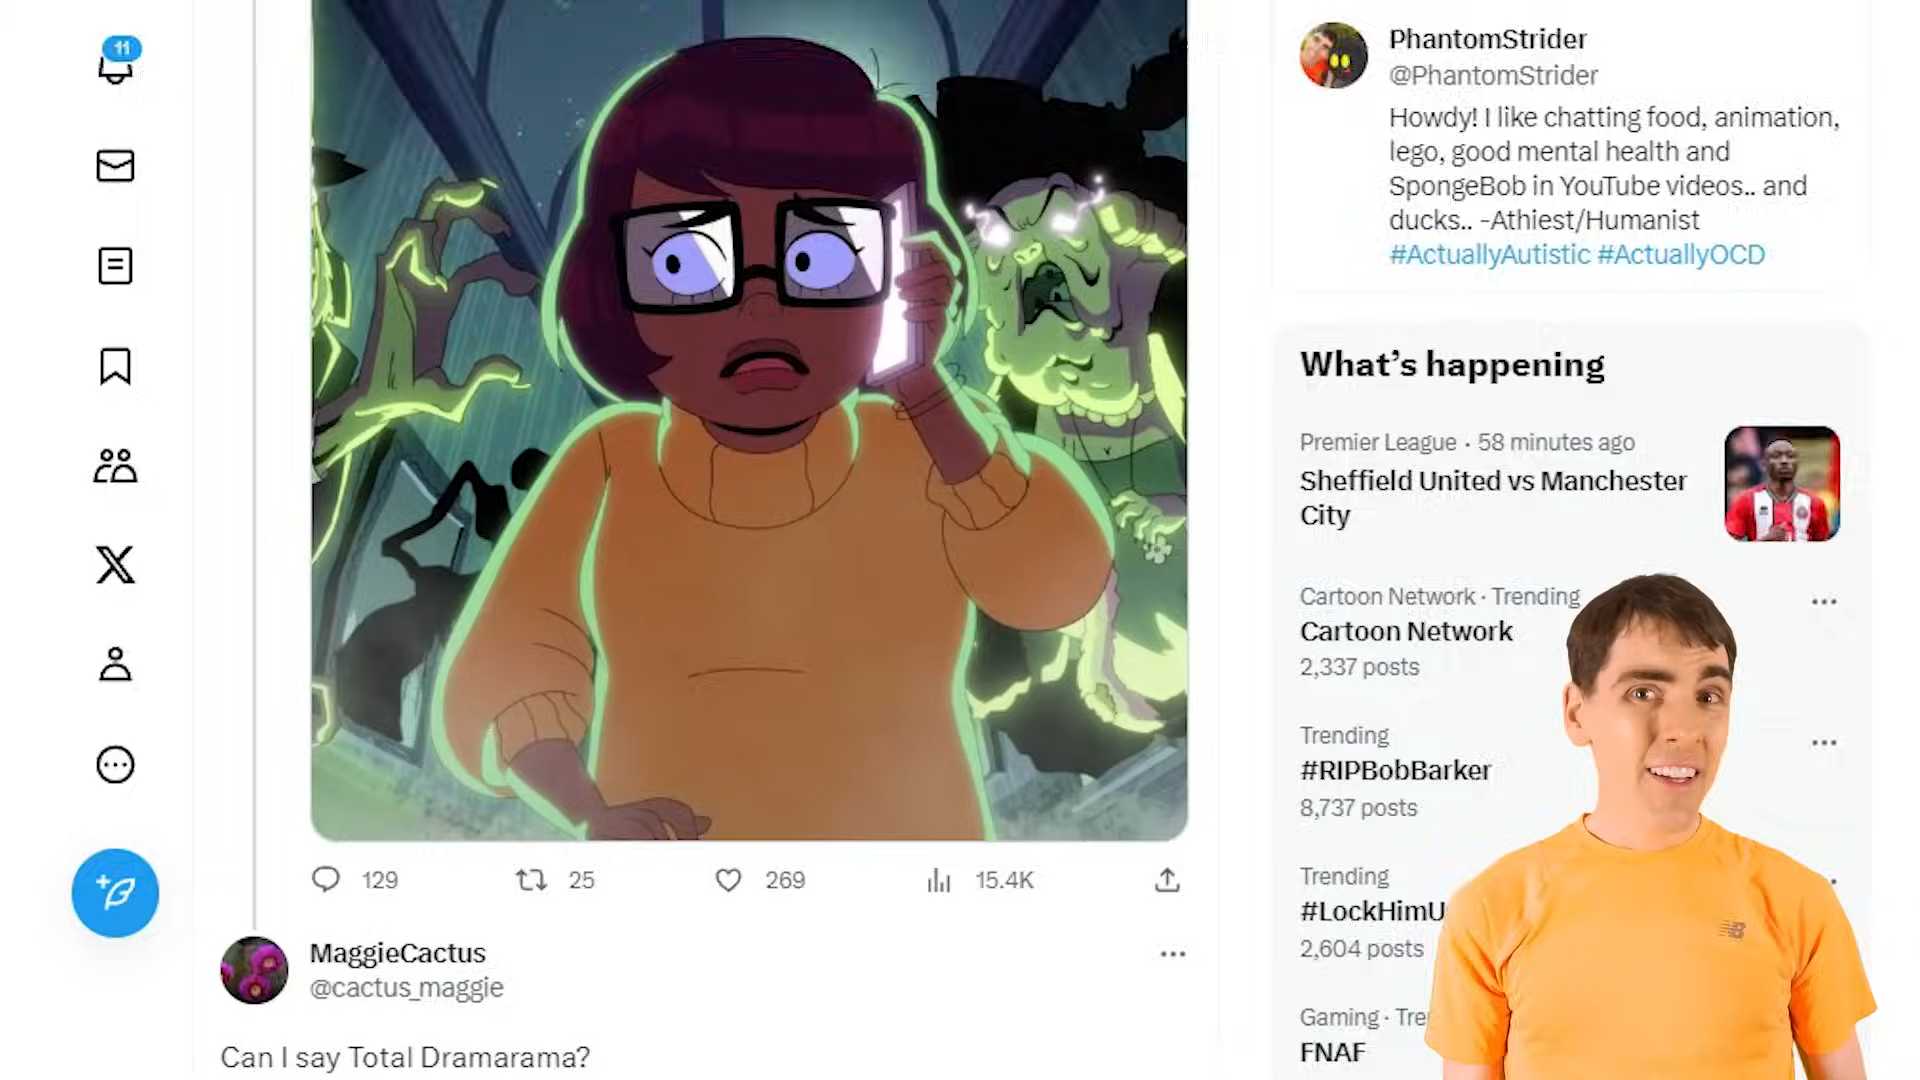 11
129
25
269
15.4K
MaggieCactus
@cactus_maggie
Can I say Total Dramarama?
PhantomStrider
@PhantomStrider
Howdy! I like chatting food, animation,
lego, good mental health and
SpongeBob in YouTube videos.. and
ducks.. -Athiest/Humanist
#ActuallyAutistic #ActuallyOCD
What's happening
Premier League · 58 minutes ago
Sheffield United vs Manchester
City
Cartoon Network · Trending
Cartoon Network
2,337 posts
Trending
#RIPBobBarker
8,737 posts
Trending
#LockHimU
2,604 posts
Gaming · Tre
FNAF